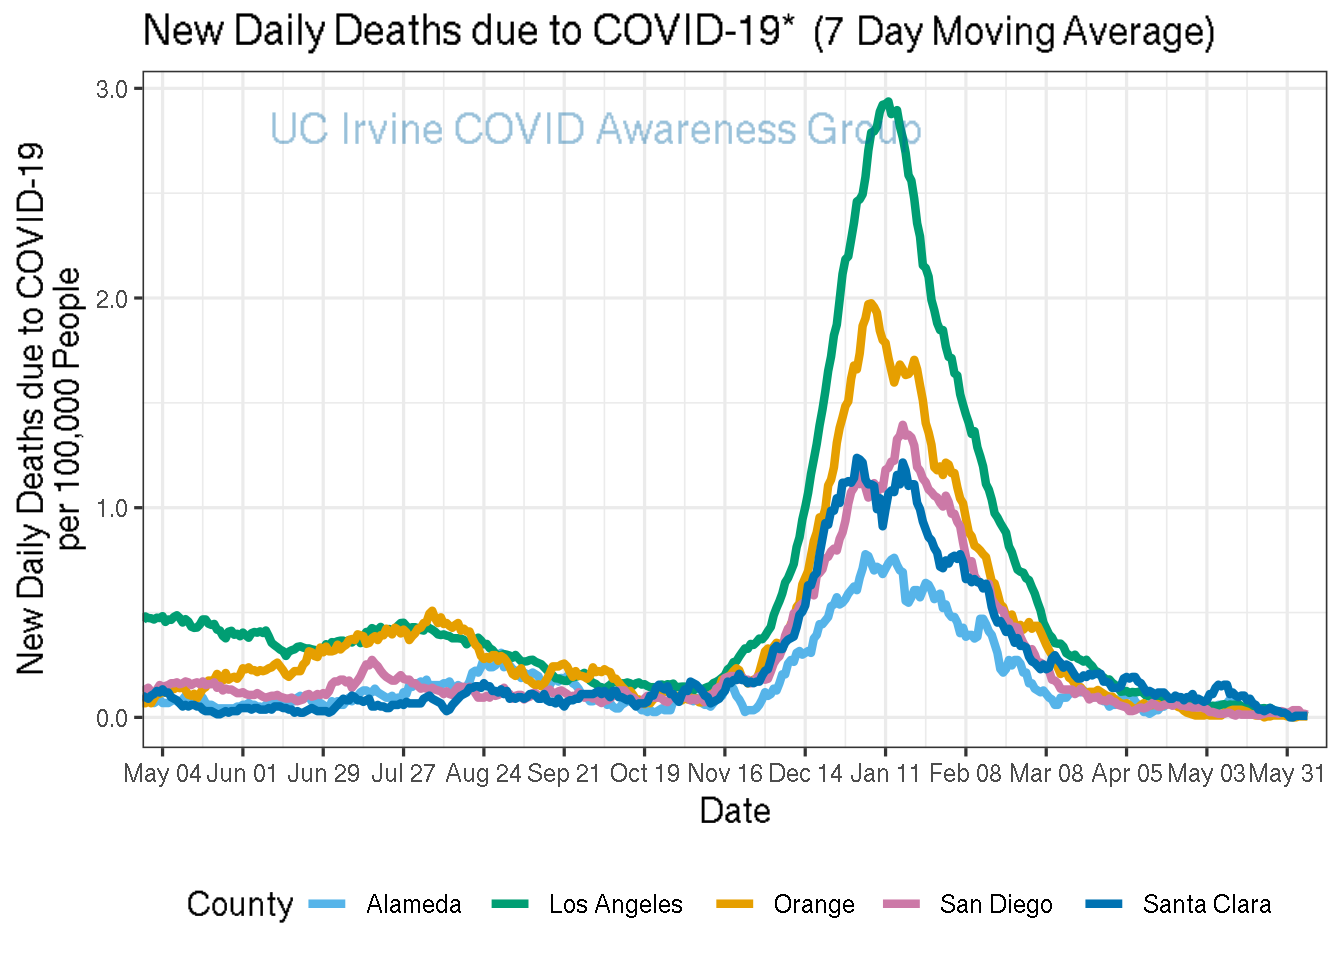 New Daily Deaths due to COVID-19* (7 Day Moving Average)
UC Irvine COVID Awareness Group
New Daily Deaths due to COVID-19
per 100,000 People
3.0
2.0
1.0
0.0
May 04 Jun 01 Jun 29 Jul 27 Aug 24 Sep 21 Oct 19 Nov 16 Dec 14 Jan 11 Feb 08 Mar 08 Apr 05 May 03 May 31
Date
County Alameda Los Angeles Orange San Diego Santa Clara